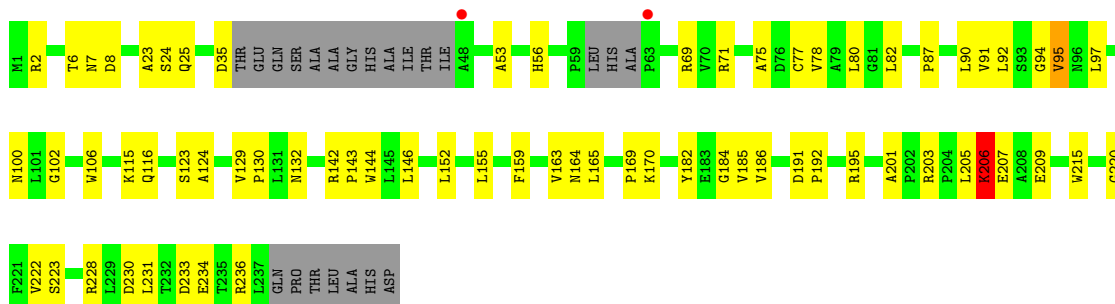 M1 R2 T6 N7 D8 A23 S24 Q25 D35 THR GLU GLN SER ALA ALA GLY HIS ALA ILE THR ILE A48 A53 H56 P59 LEU HIS ALA P63 R69 V70 R71 A75 D76 C77 V78 A79 L80 G81 L82 P87 L90 V91 L92 S93 G94 V95 N96 L97
N100 L101 G102 W106 K115 Q116 S123 A124 V129 P130 L131 N132 R142 P143 W144 L145 L146 L152 L155 F159 V163 N164 L165 P169 K170 Y182 E183 G184 V185 V186 D191 P192 R195 A201 P202 R203 P204 L205 K206 E207 A208 E209 W215
F221 V222 S223 R228 L229 D230 L231 T232 D233 E234 T235 R236 L237 GLN PRO THR LEU ALA HIS ASP